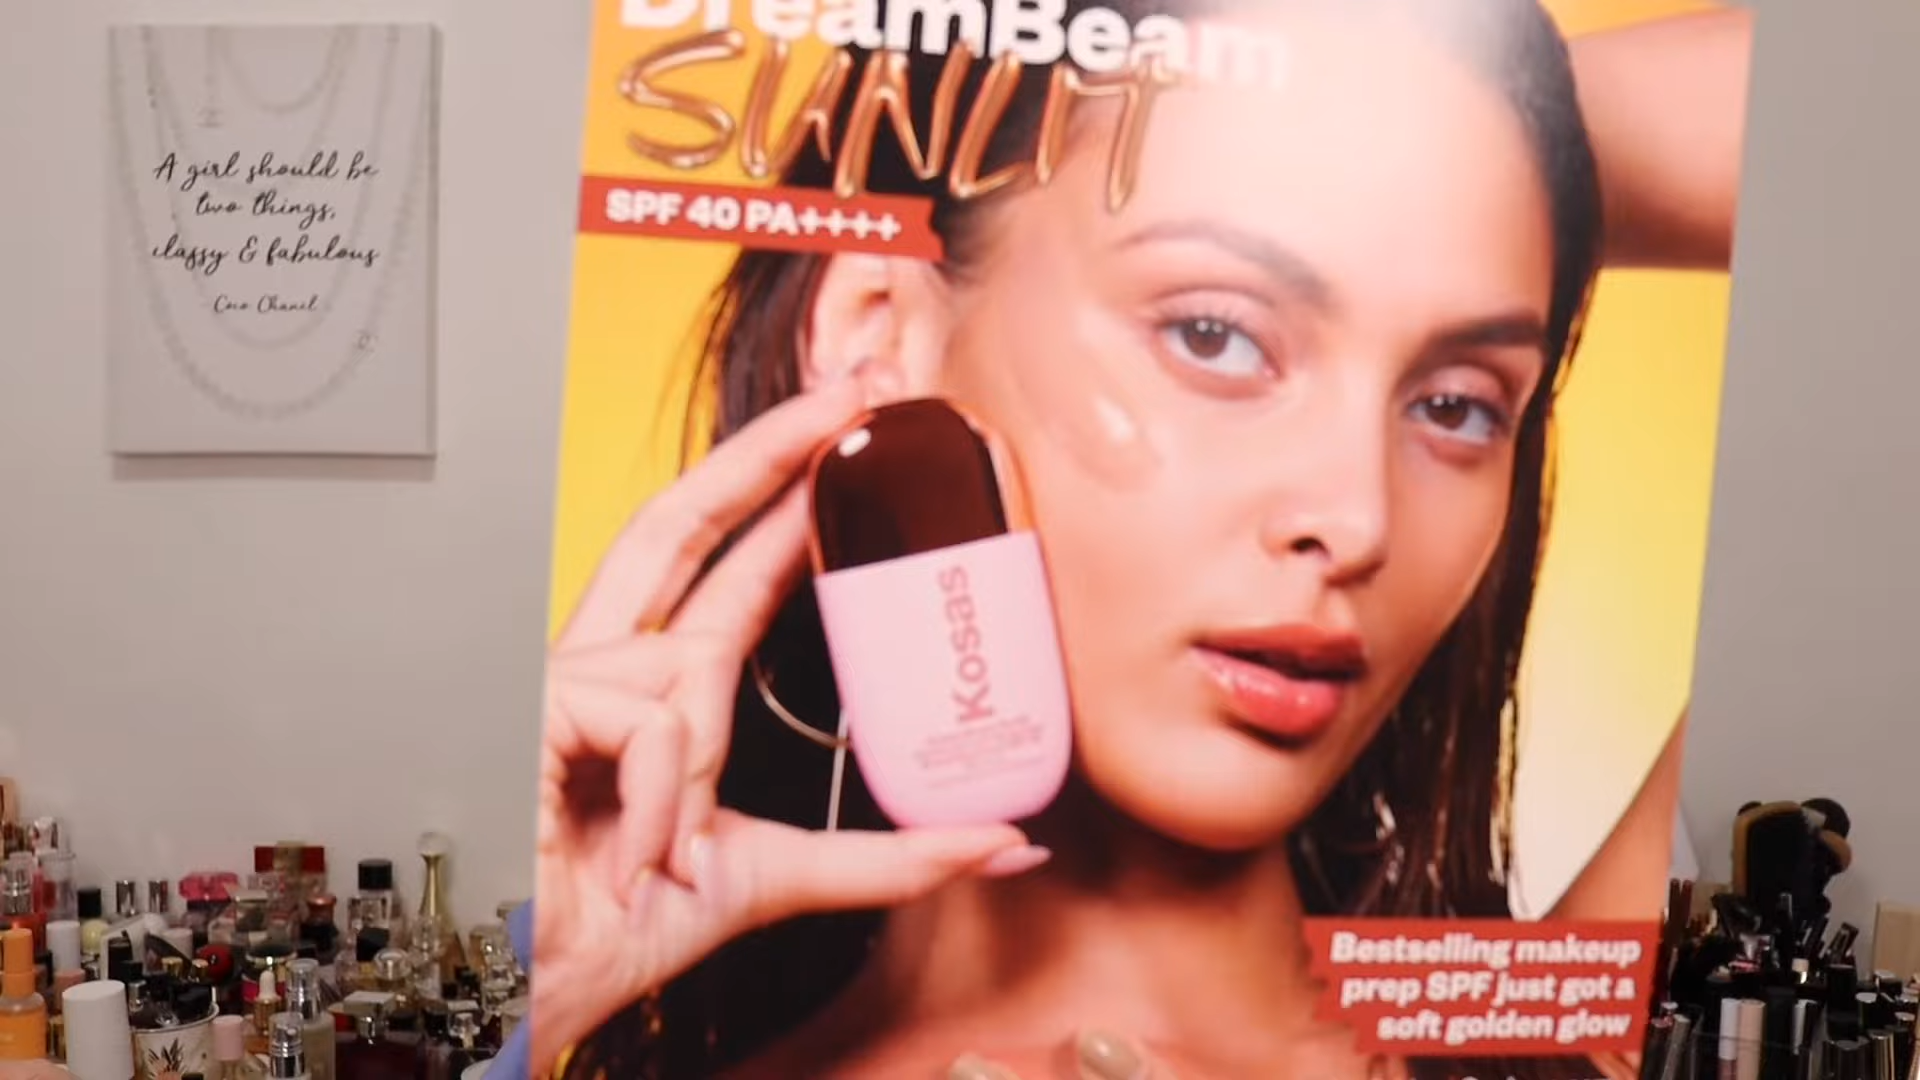 A girl should be
two things,
classy & fabulous
Coco Chanel
DreamBeam
SUNLIT
SPF 40 PA++++
Kosas
Bestselling makeup
prep SPF just got a
soft golden glow